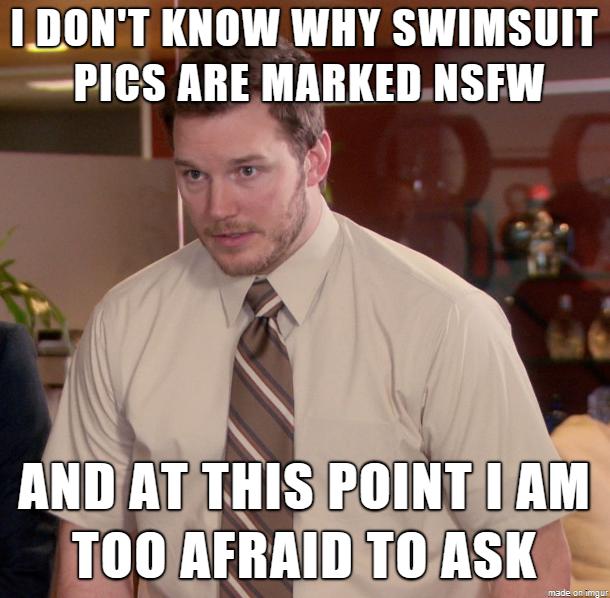 I DON'T KNOW WHY SWIMSUIT
PICS ARE MARKED NSFW
AND AT THIS POINT I AM
TOO AFRAID TO ASK
made on imgur